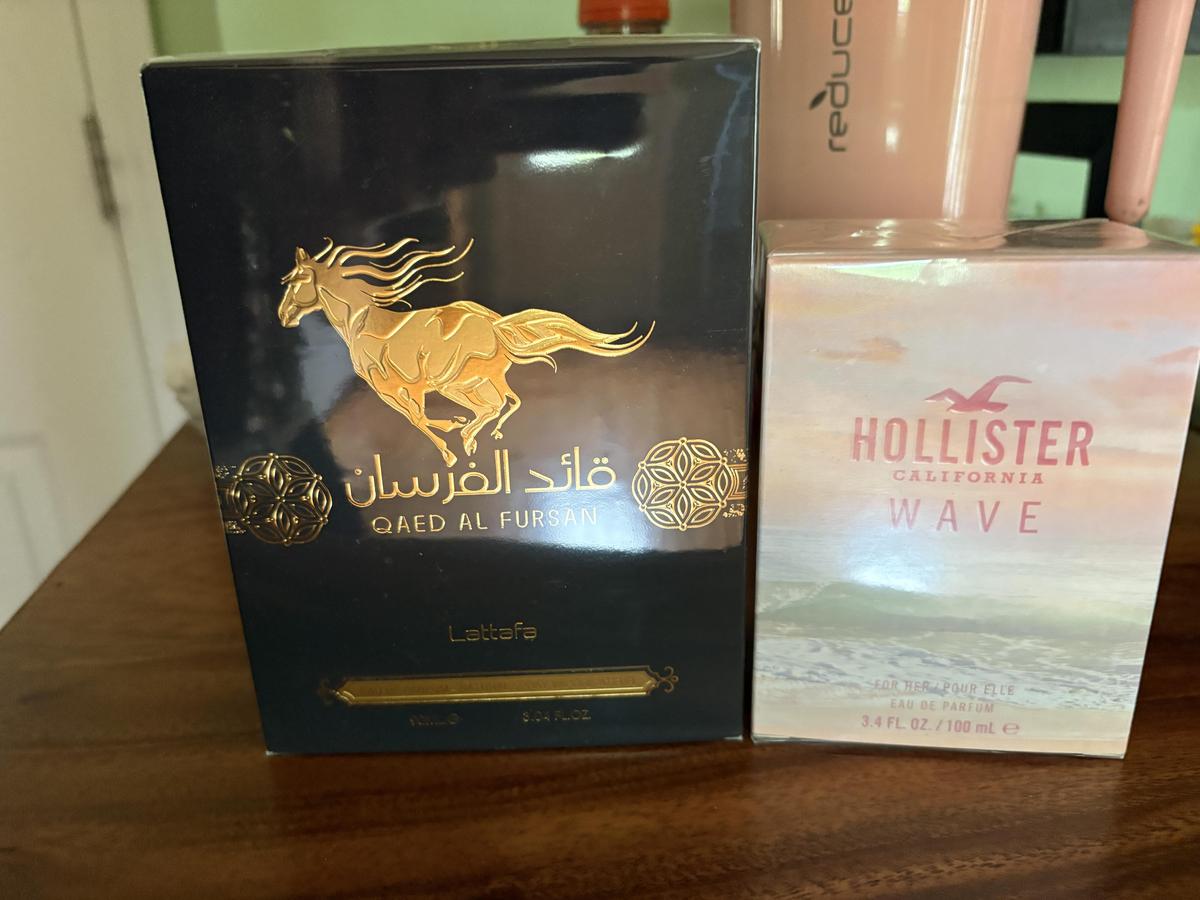 reduce
قائد الفرسان
QAED AL FURSAN
Lattafa
3.04 FL.OZ
HOLLISTER
CALIFORNIA
WAVE
FOR HER / POUR ELLE
EAU DE PARFUM
3.4 FL. OZ. / 100 mL ℮